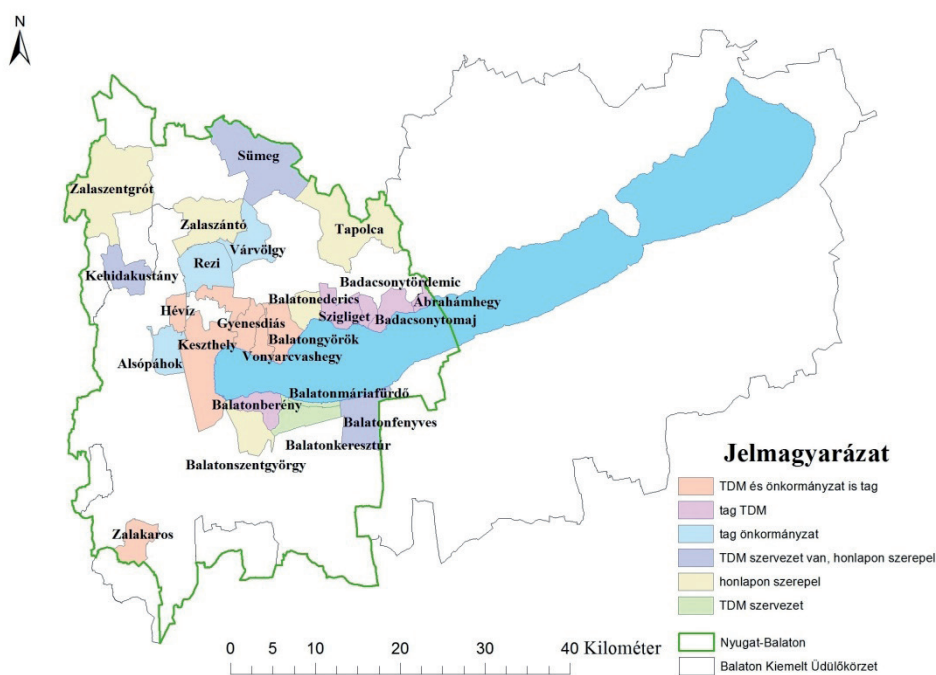 N
Sümeg
Zalaszentgrót
Zalaszántó
Tapolca
Várvölgy
Rezi
Kehidakustány
Badacsonytördemic
Balatonederics
Ábrahámhegy
Hévíz
Szigliget
Gyenesdiás
Badacsonytomaj
Balatongyörök
Keszthely
Vonyarcvashegy
Alsópáhok
Balatonmáriafürdő
Balatonberény
Balatonfenyves
Balatonkeresztúr
Balatonszentgyörgy
Zalakaros
Jelmagyarázat
TDM és önkormányzat is tag
tag TDM
tag önkormányzat
TDM szervezet van, honlapon szerepel
honlapon szerepel
TDM szervezet
Nyugat-Balaton
Balaton Kiemelt Üdülőkörzet
0 5 10 20 30 40 Kilométer